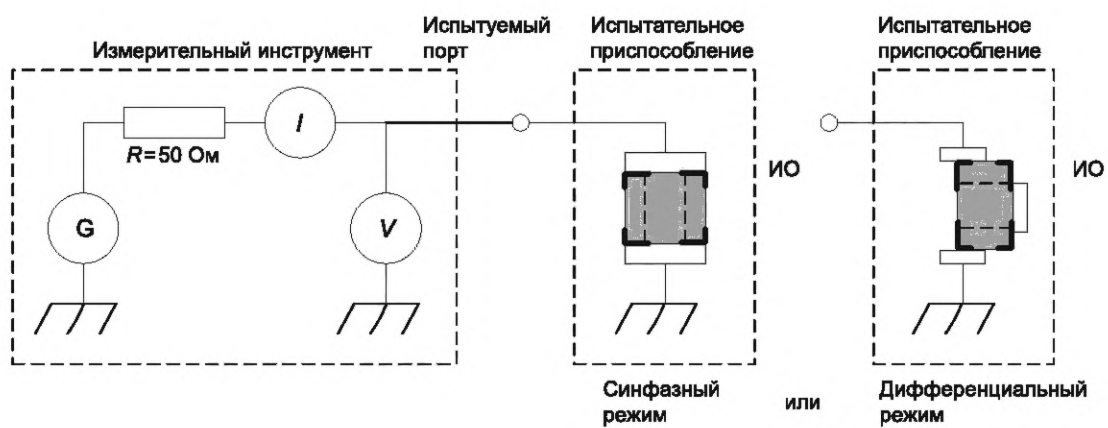 Измерительный инструмент
Испытуемый
порт
Испытательное
приспособление
Испытательное
приспособление
I
R=50 Ом
G
V
ИО
ИО
Синфазный
режим
или
Дифференциальный
режим